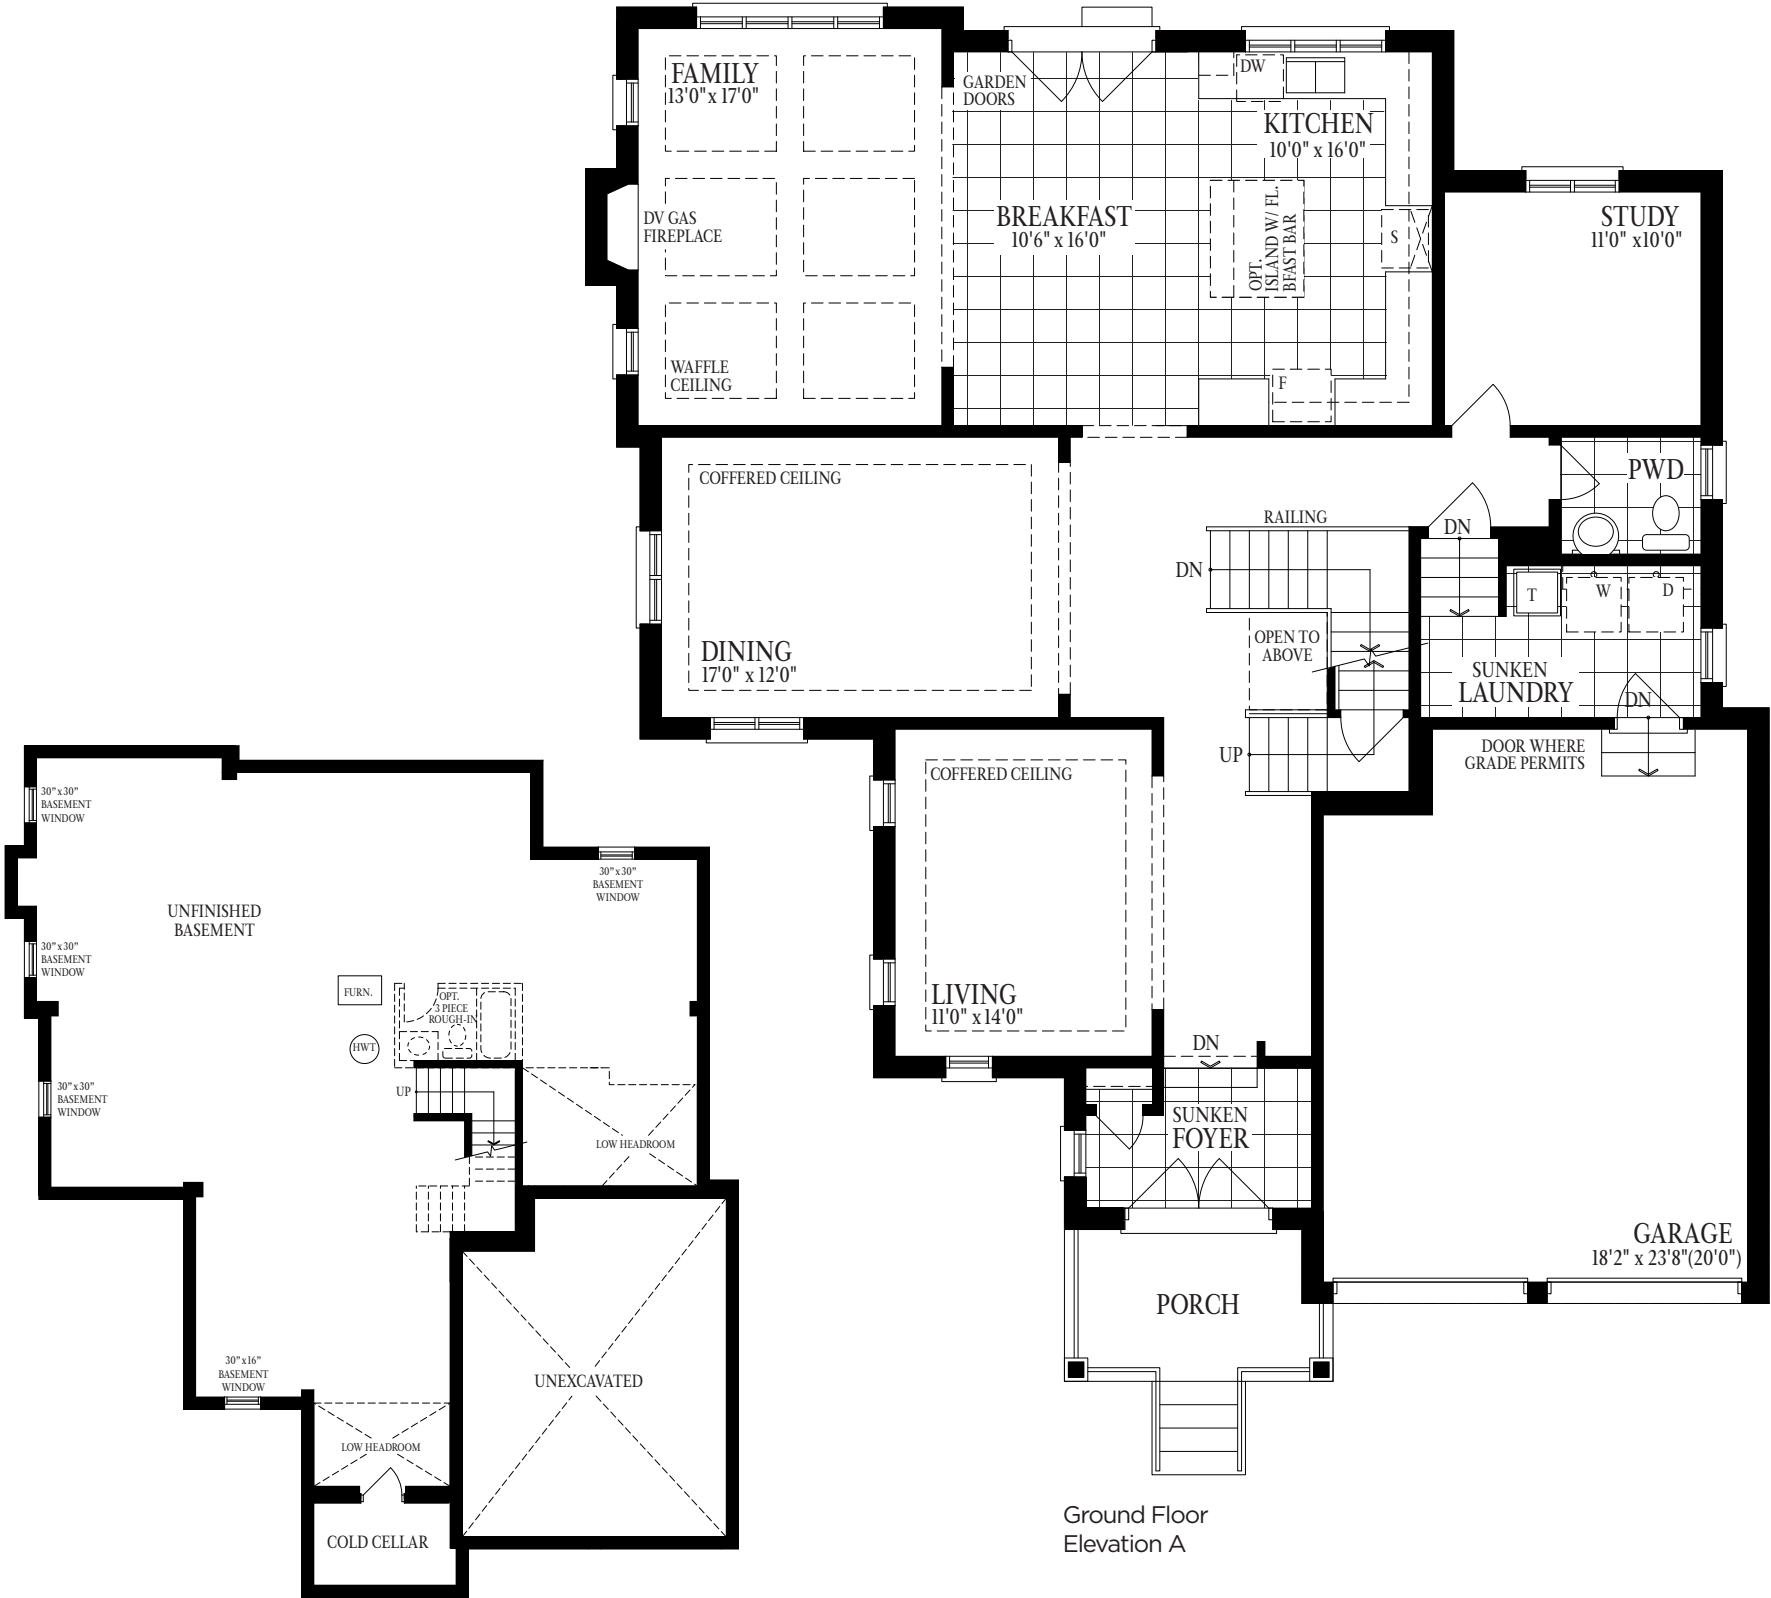 FAMILY
13'0" x 17'0"
DV GAS
FIREPLACE
WAFFLE
CEILING
GARDEN
DOORS
DW
KITCHEN
10'0" x 16'0"
BREAKFAST
10'6" x 16'0"
OPT.
ISLAND W/ FL.
BFAST BAR
S
F
STUDY
11'0" x10'0"
COFFERED CEILING
DINING
17'0" x 12'0"
RAILING
DN
DN
PWD
OPEN TO
ABOVE
UP
T
W
D
SUNKEN
LAUNDRY
DN
DOOR WHERE
GRADE PERMITS
COFFERED CEILING
LIVING
11'0" x14'0"
DN
SUNKEN
FOYER
PORCH
GARAGE
18'2" x 23'8"(20'0")
Ground Floor
Elevation A
30"x30"
BASEMENT
WINDOW
30"x30"
BASEMENT
WINDOW
UNFINISHED
BASEMENT
30"x30"
BASEMENT
WINDOW
FURN.
OPT.
3 PIECE
ROUGH-IN
HWT
UP
30"x30"
BASEMENT
WINDOW
LOW HEADROOM
30"x16"
BASEMENT
WINDOW
UNEXCAVATED
LOW HEADROOM
COLD CELLAR